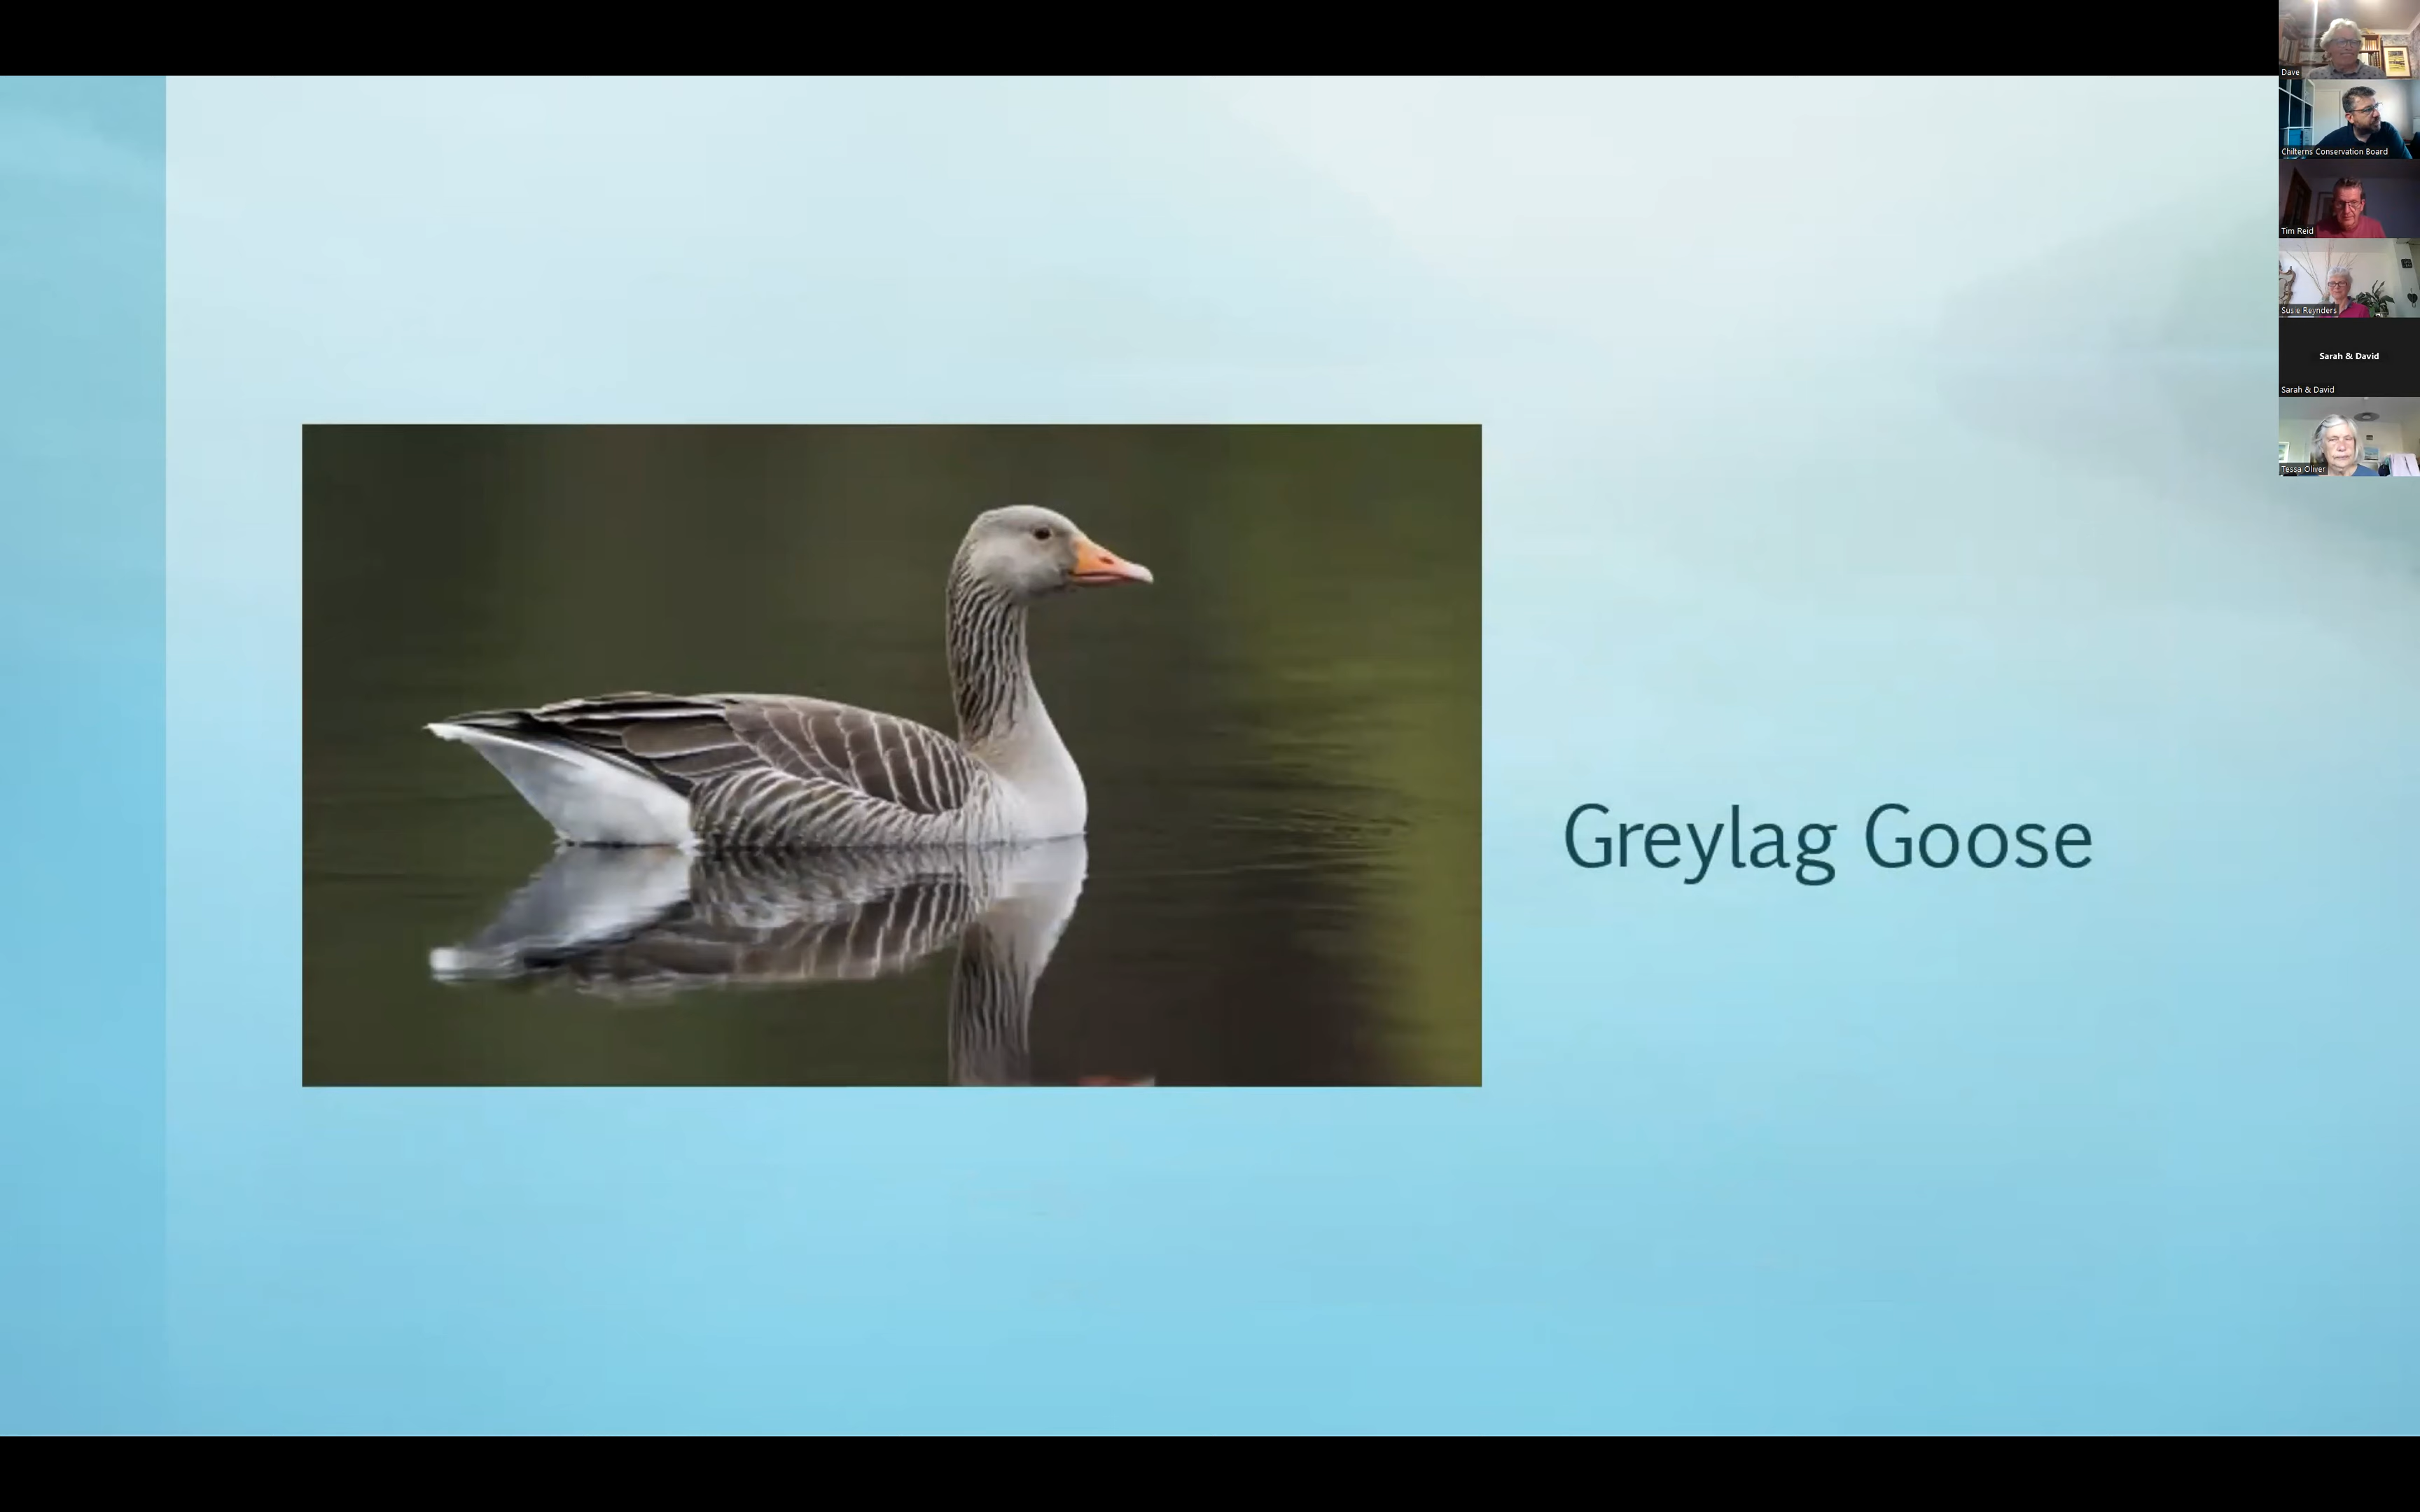 Greylag Goose
Dave
Chilterns Conservation Board
Tim Reid
Susie Reynders
Sarah & David
Sarah & David
Tessa Oliver